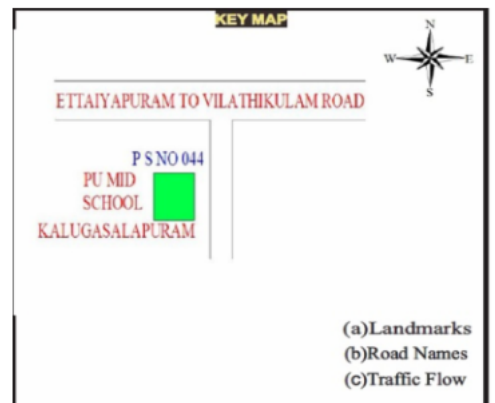 KEY MAP
N
W E
S
ETTAIYAPURAM TO VILATHIKULAM ROAD
P S NO 044
PU MID
SCHOOL
KALUGASALAPURAM
(a)Landmarks
(b)Road Names
(c)Traffic Flow